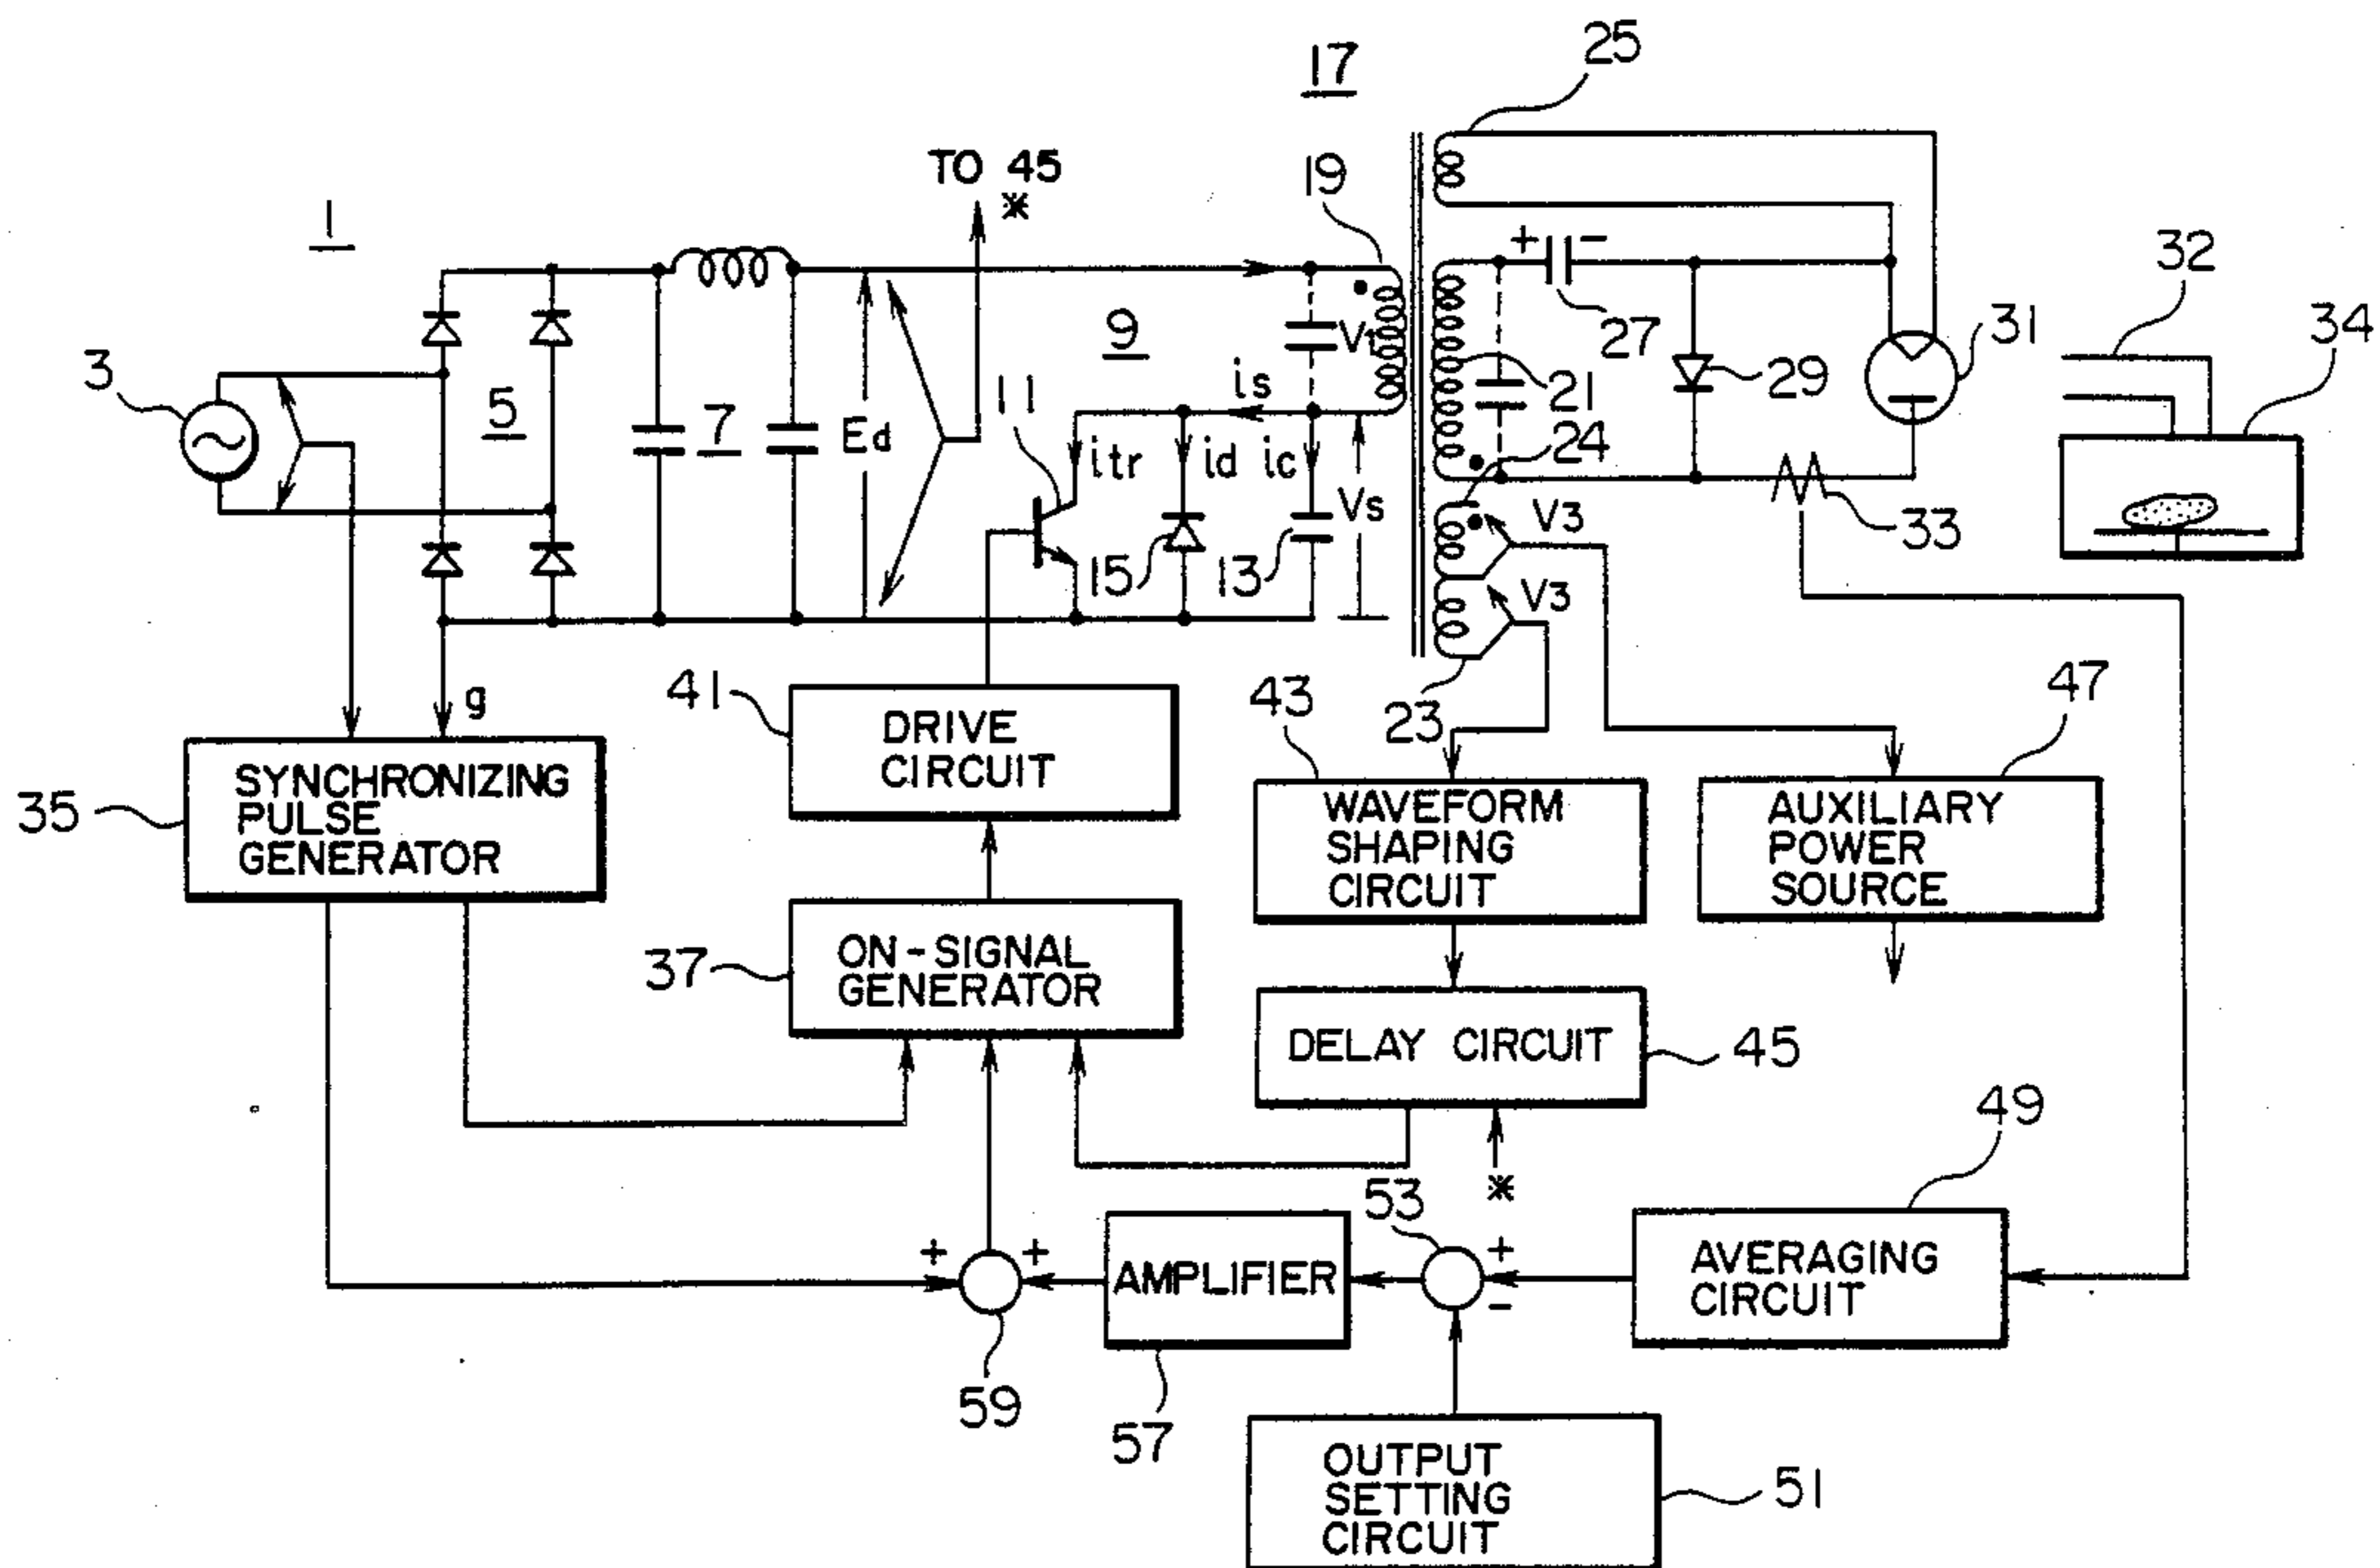 25
17
TO 45
*
19
1
+ -
32
9
V1
27
31
34
3
5
11
is
29
7
Ed
21
itr
id
ic
24
Vs
V3
33
15
13
V3
g
41
43
23
47
DRIVE
CIRCUIT
SYNCHRONIZING
PULSE
GENERATOR
35
WAVEFORM
SHAPING
CIRCUIT
AUXILIARY
POWER
SOURCE
37
ON-SIGNAL
GENERATOR
DELAY CIRCUIT
45
49
*
53
+
+
+
-
AMPLIFIER
AVERAGING
CIRCUIT
59
57
OUTPUT
SETTING
CIRCUIT
51